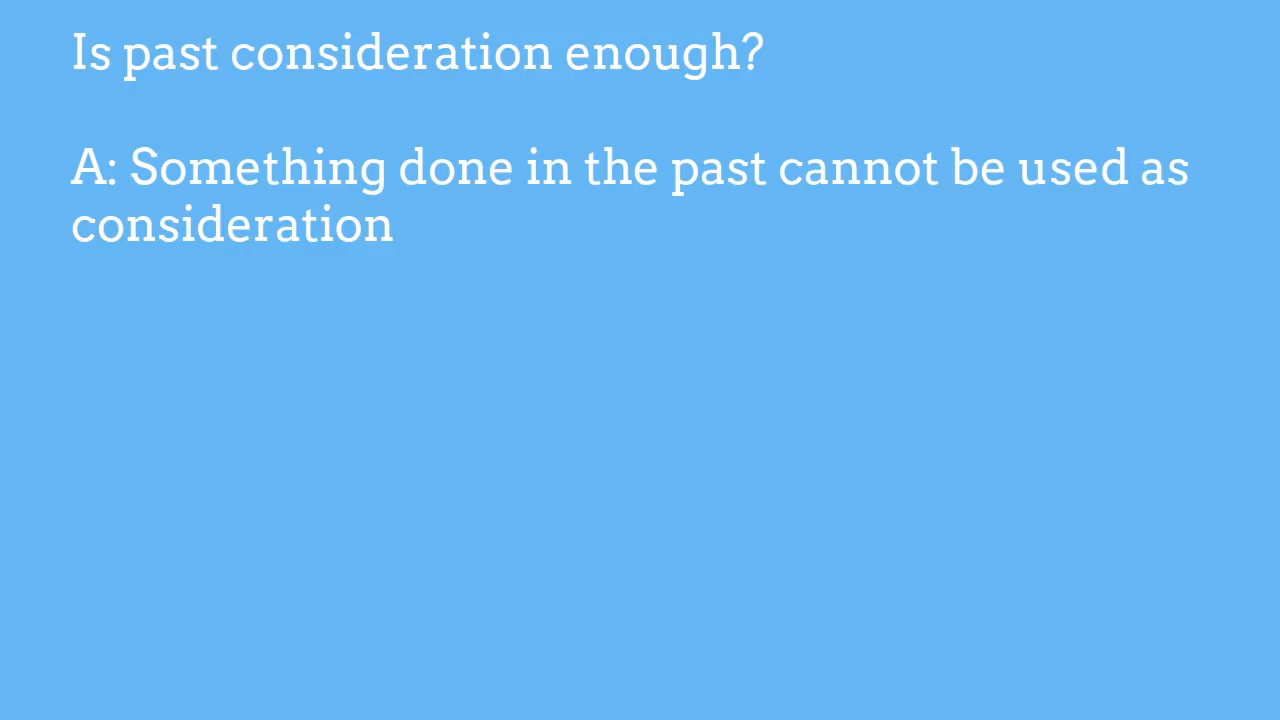 Is past consideration enough?
A: Something done in the past cannot be used as
consideration